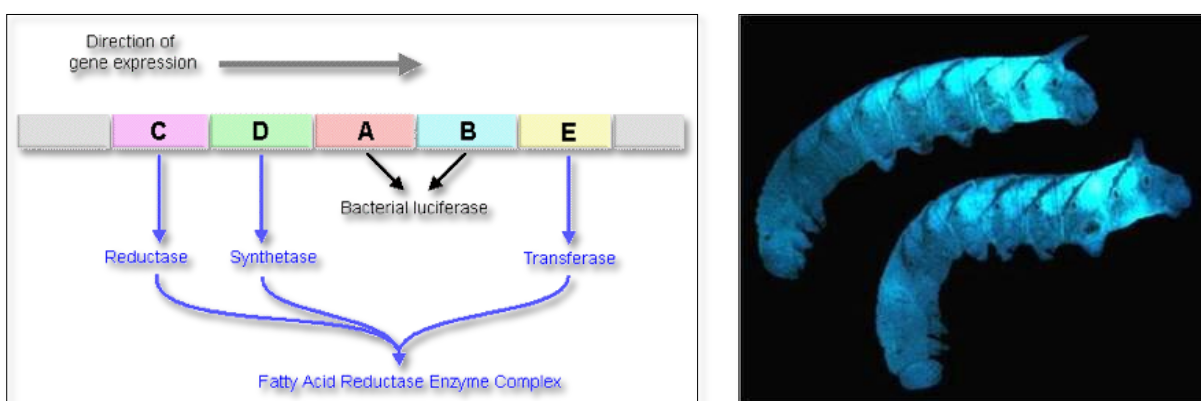 Direction of
gene expression
C D A B E
Bacterial luciferase
Reductase Synthetase Transferase
Fatty Acid Reductase Enzyme Complex